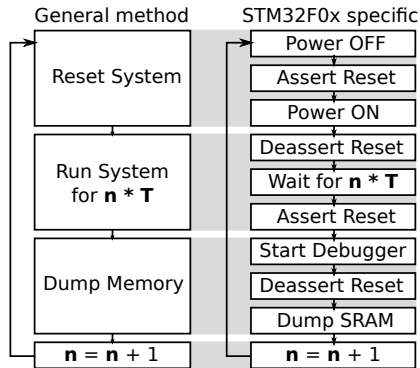 General method
Reset System
Run System
for n * T
Dump Memory
n = n + 1
STM32F0x specific
Power OFF
Assert Reset
Power ON
Deassert Reset
Wait for n * T
Assert Reset
Start Debugger
Deassert Reset
Dump SRAM
n = n + 1